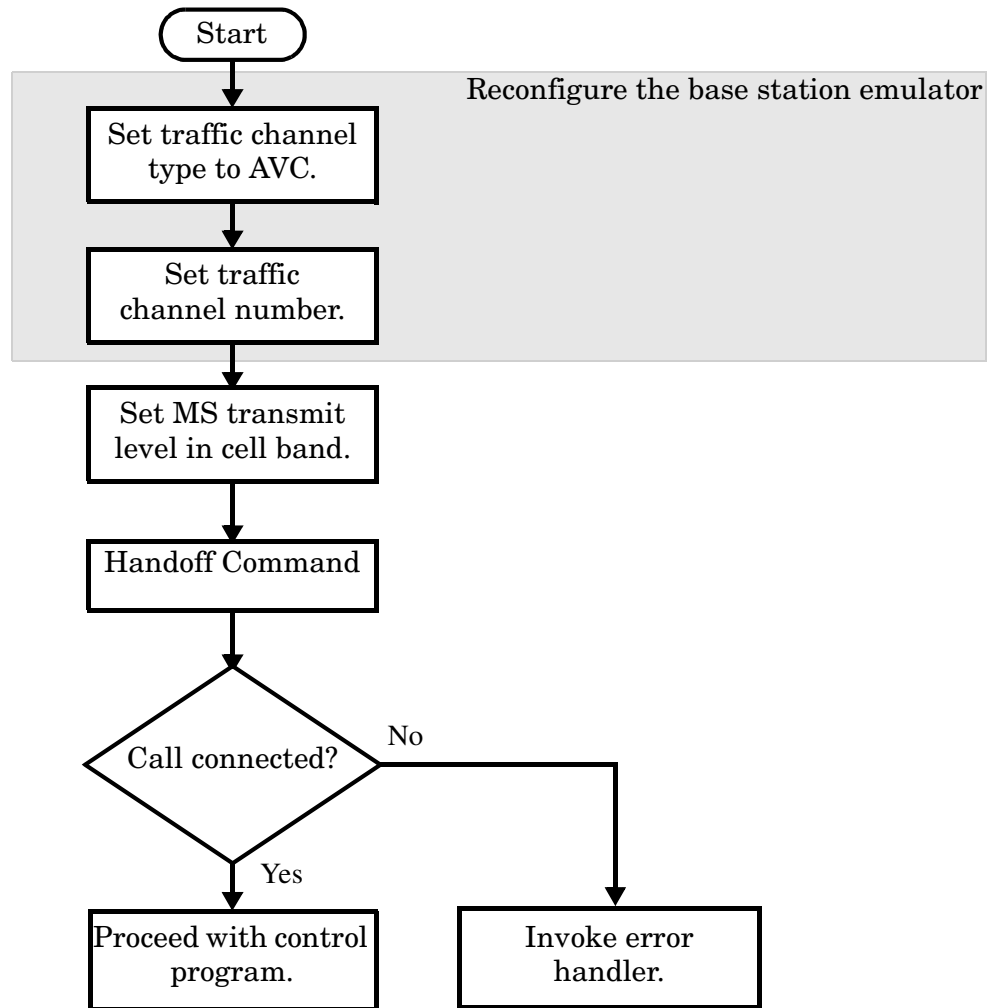 Start
Reconfigure the base station emulator
Set traffic channel
type to AVC.
Set traffic
channel number.
Set MS transmit
level in cell band.
Handoff Command
Call connected?
No
Yes
Proceed with control
program.
Invoke error
handler.